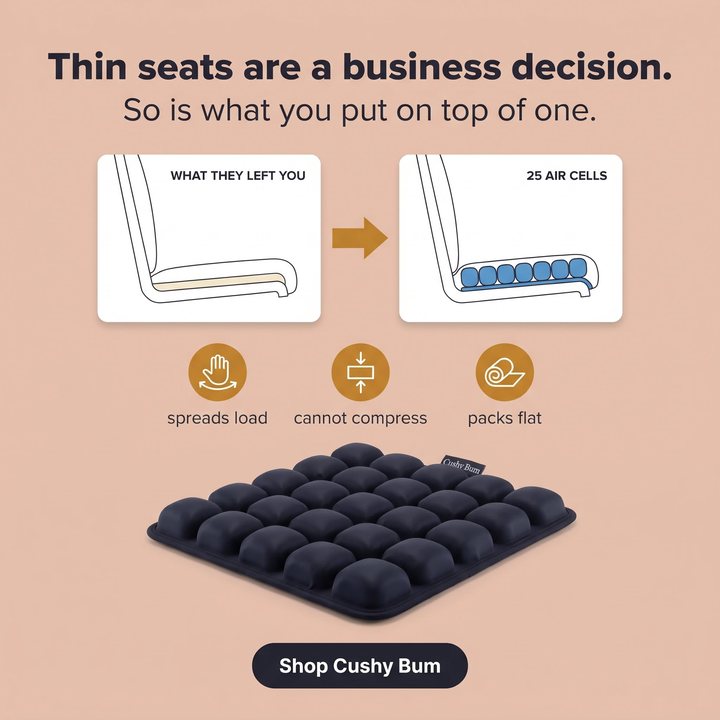 Thin seats are a business decision.
So is what you put on top of one.
WHAT THEY LEFT YOU
25 AIR CELLS
spreads load
cannot compress
packs flat
Cushy Bum
Shop Cushy Bum